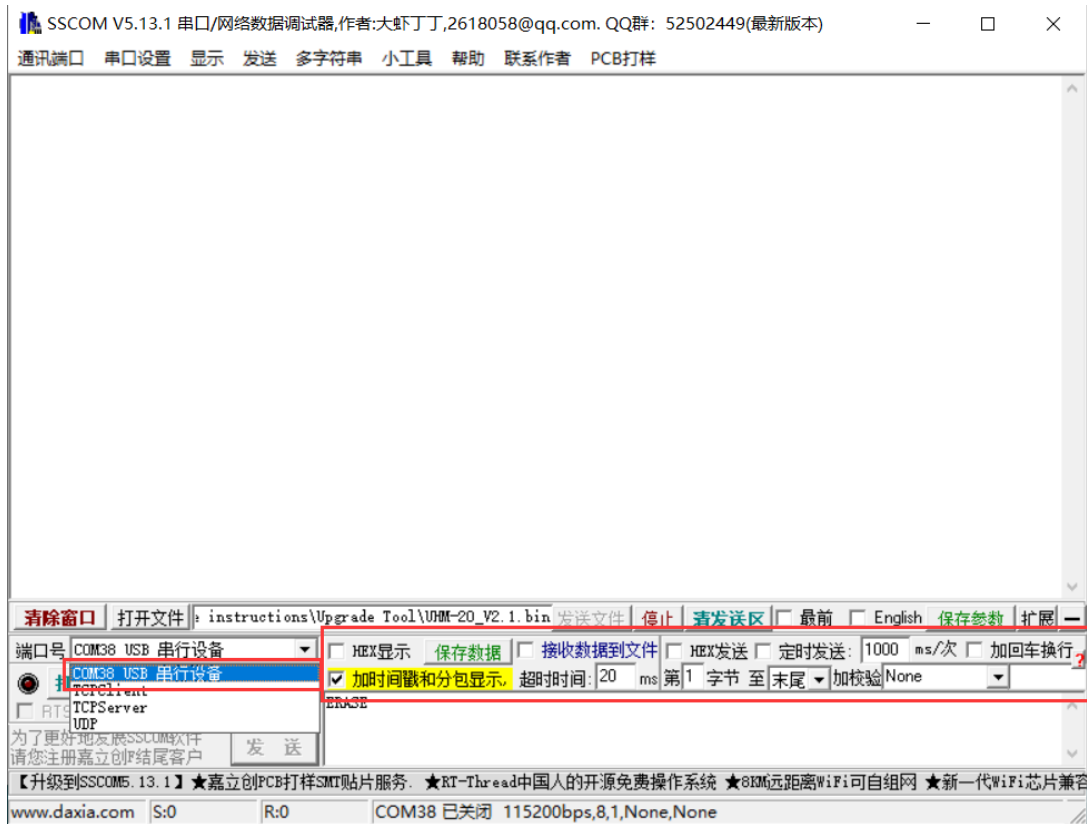 SSCOM V5.13.1 串口/网络数据调试器,作者:大虾丁丁,2618058@qq.com. QQ群: 52502449(最新版本)
通讯端口 串口设置 显示 发送 多字符串 小工具 帮助 联系作者 PCB打样
清除窗口 打开文件 instructions\Upgrade Tool\UHM-20_V2.1.bin 发送文件 停止 清发送区 最前 English 保存参数 扩展
端口号 COM38 USB 串行设备 HEX显示 保存数据 接收数据到文件 HEX发送 定时发送: 1000 ms/次 加回车换行
COM38 USB 串行设备 加时间戳和分包显示, 超时时间: 20 ms 第 1 字节 至 末尾 加校验 None ?
TCPClient
RTS TCPServer ERASE
UDP
为了更好地发展SSCOM软件
请您注册嘉立创F结尾客户 发 送
【升级到SSCOM5.13.1】★嘉立创PCB打样SMT贴片服务. ★RT-Thread中国人的开源免费操作系统 ★8KM远距离WiFi可自组网 ★新一代WiFi芯片兼容
www.daxia.com S:0 R:0 COM38 已关闭 115200bps,8,1,None,None